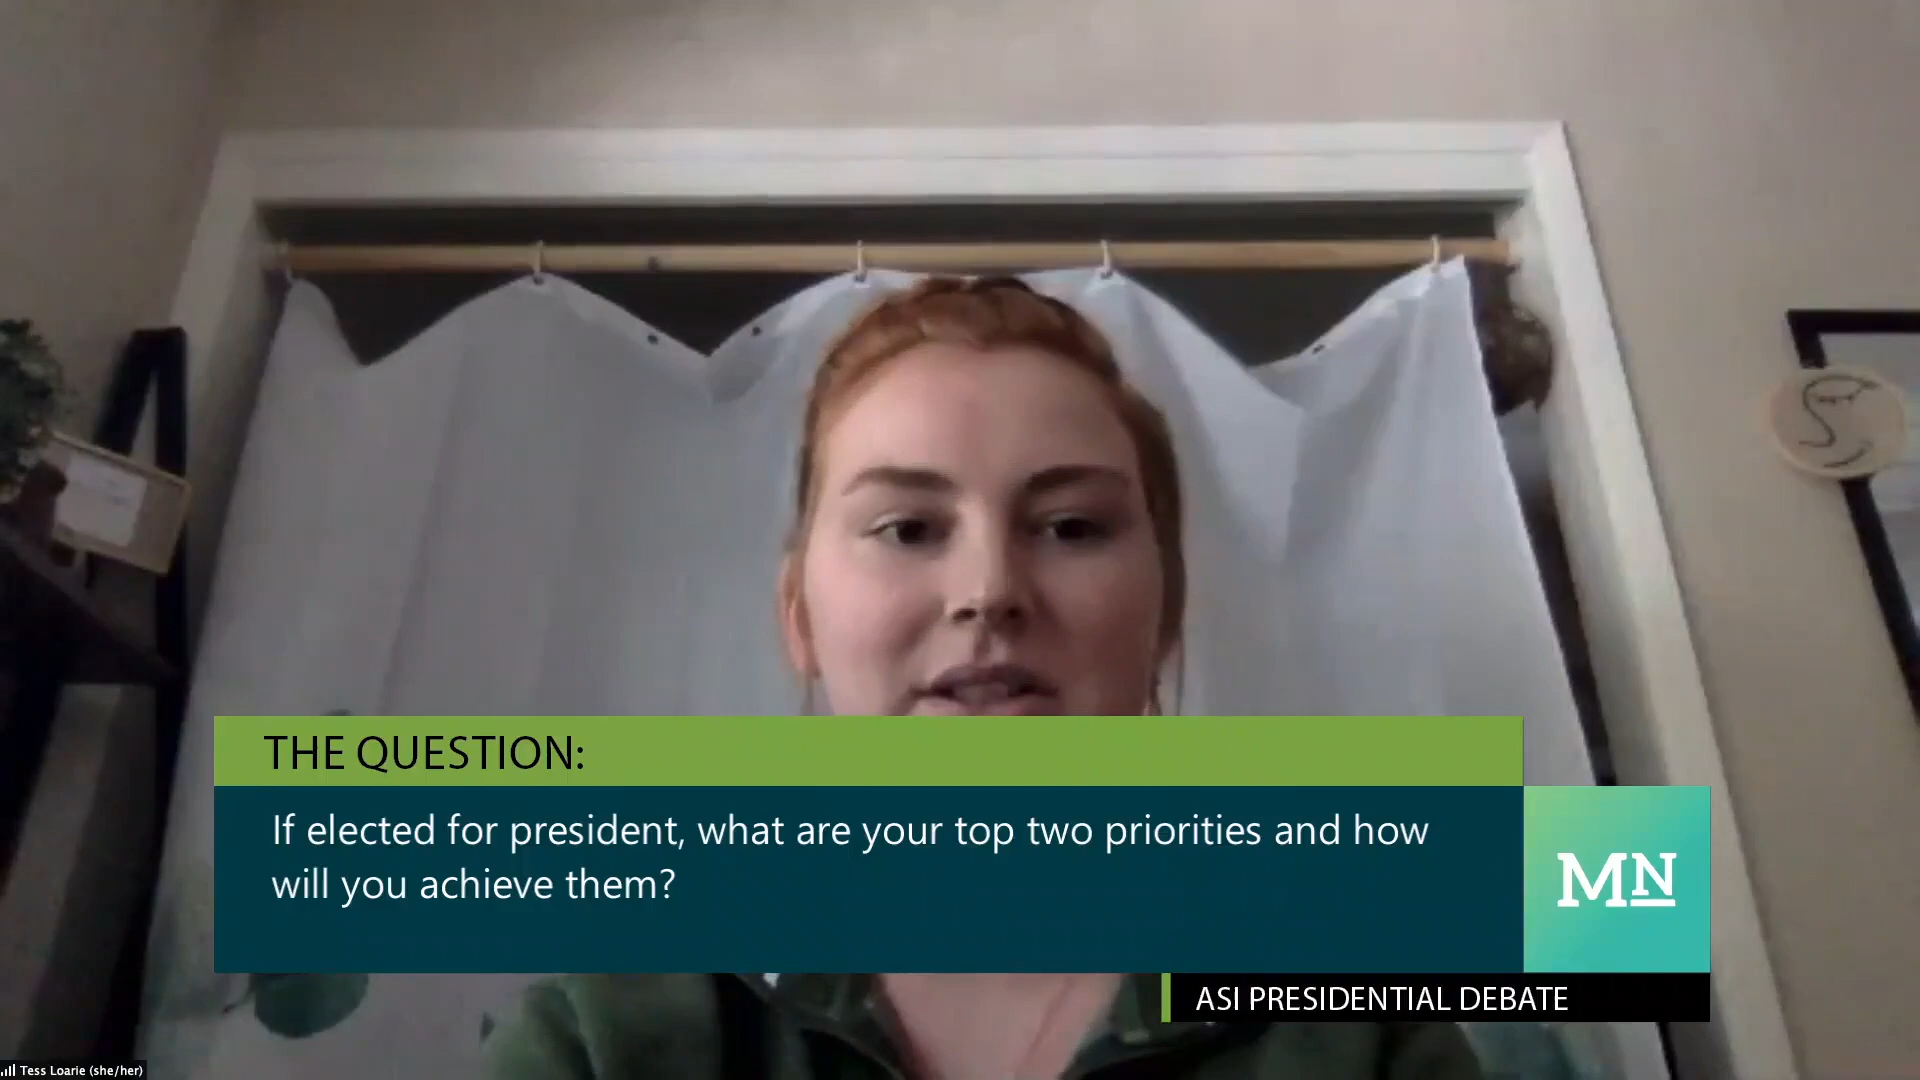 THE QUESTION:
If elected for president, what are your top two priorities and how
will you achieve them?
MN
ASI PRESIDENTIAL DEBATE
Tess Loarie (she/her)